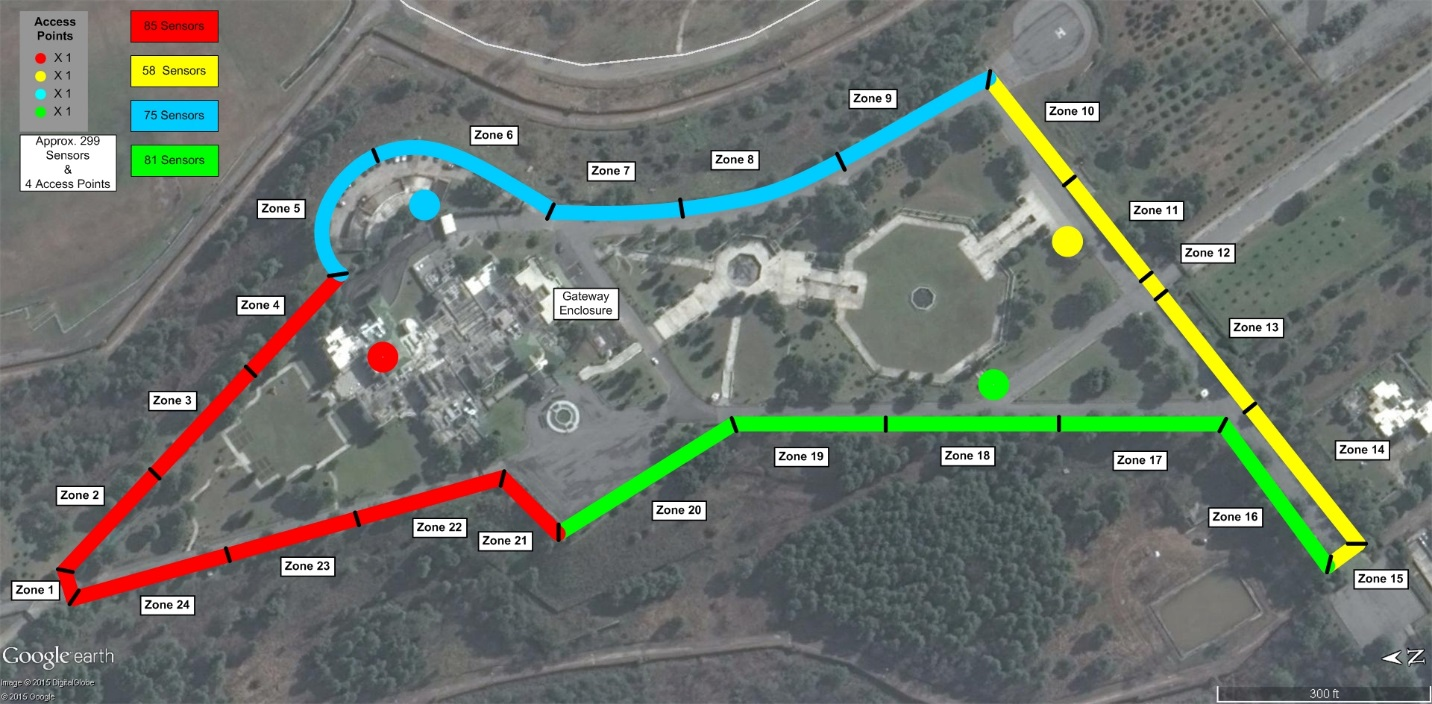 Access
Points
X 1
X 1
X 1
X 1
85 Sensors
58 Sensors
75 Sensors
81 Sensors
Approx. 299
Sensors
&
4 Access Points
Zone 1
Zone 2
Zone 3
Zone 4
Zone 5
Zone 6
Zone 7
Zone 8
Zone 9
Zone 10
Zone 11
Zone 12
Zone 13
Zone 14
Zone 15
Zone 16
Zone 17
Zone 18
Zone 19
Zone 20
Zone 21
Zone 22
Zone 23
Zone 24
Gateway
Enclosure
H
Google earth
Image © 2015 DigitalGlobe
© 2015 Google
N
300 ft